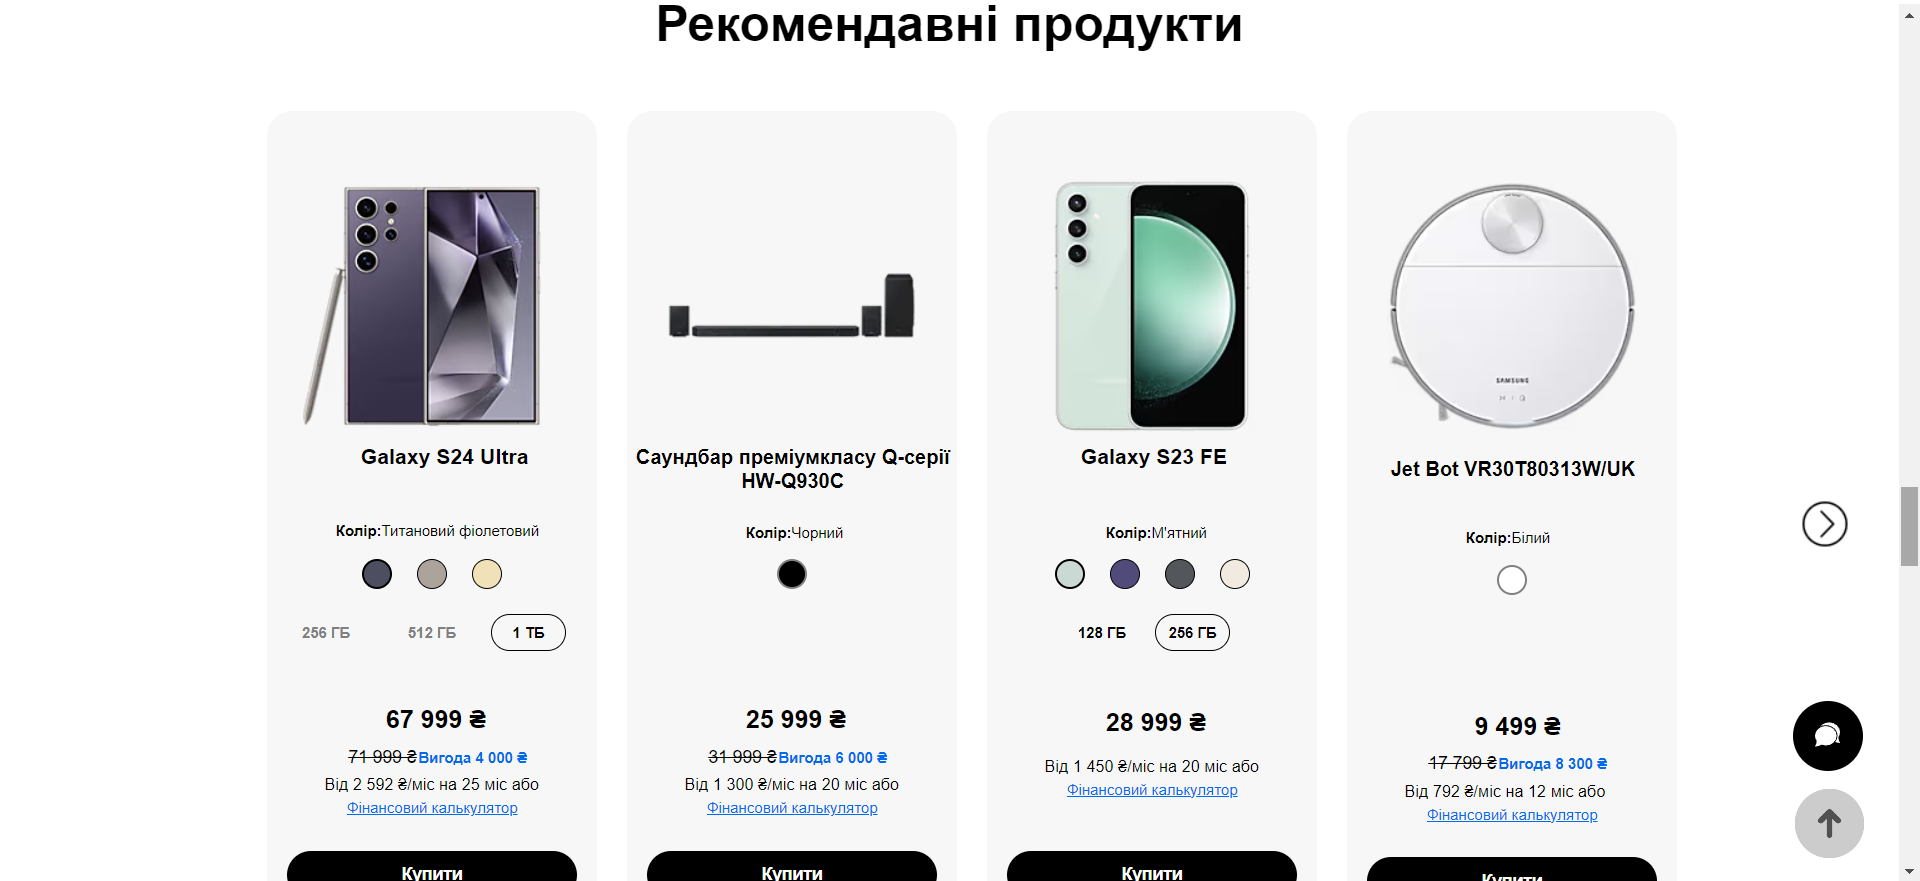 Рекомендавні продукти
Galaxy S24 Ultra
Колір:Титановий фіолетовий
256 ГБ 512 ГБ 1 ТБ
67 999 ₴
71 999 ₴Вигода 4 000 ₴
Від 2 592 ₴/міс на 25 міс або
Фінансовий калькулятор
Купити
Саундбар преміумкласу Q-серії
HW-Q930C
Колір:Чорний
25 999 ₴
31 999 ₴Вигода 6 000 ₴
Від 1 300 ₴/міс на 20 міс або
Фінансовий калькулятор
Купити
Galaxy S23 FE
Колір:М'ятний
128 ГБ 256 ГБ
28 999 ₴
Від 1 450 ₴/міс на 20 міс або
Фінансовий калькулятор
Купити
SAMSUNG
Jet Bot VR30T80313W/UK
Колір:Білий
9 499 ₴
17 799 ₴Вигода 8 300 ₴
Від 792 ₴/міс на 12 міс або
Фінансовий калькулятор
Купити